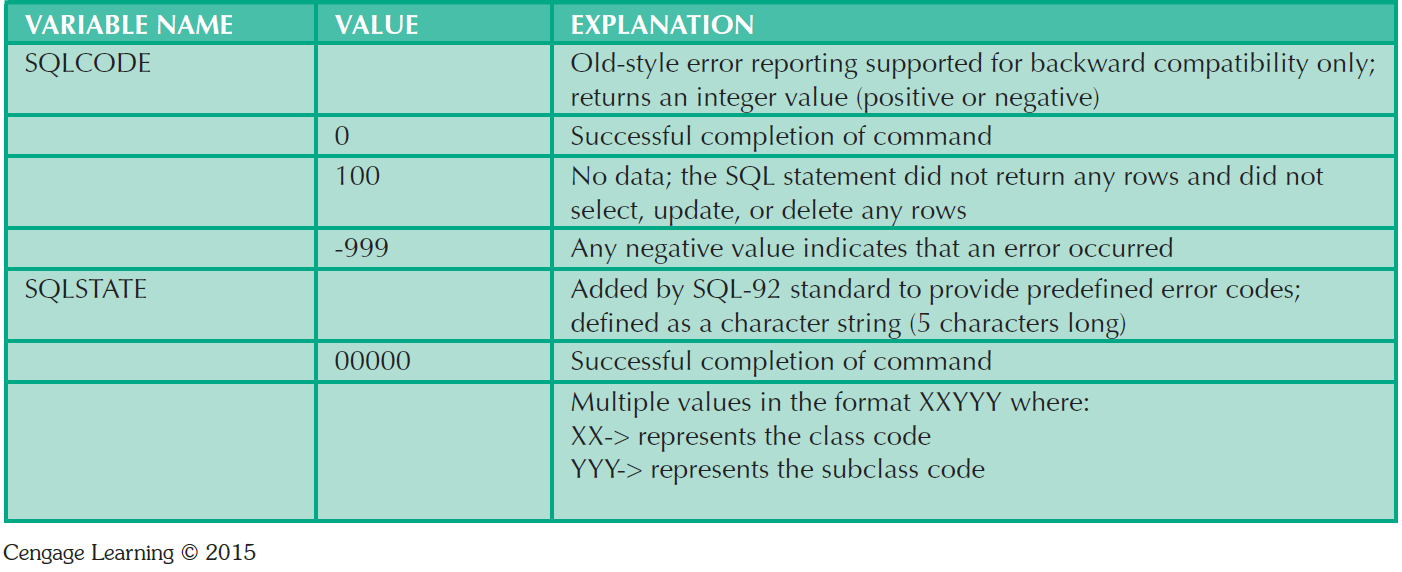 VARIABLE NAME VALUE EXPLANATION
SQLCODE Old-style error reporting supported for backward compatibility only;
returns an integer value (positive or negative)
0 Successful completion of command
100 No data; the SQL statement did not return any rows and did not
select, update, or delete any rows
-999 Any negative value indicates that an error occurred
SQLSTATE Added by SQL-92 standard to provide predefined error codes;
defined as a character string (5 characters long)
00000 Successful completion of command
Multiple values in the format XXYYY where:
XX-> represents the class code
YYY-> represents the subclass code
Cengage Learning © 2015